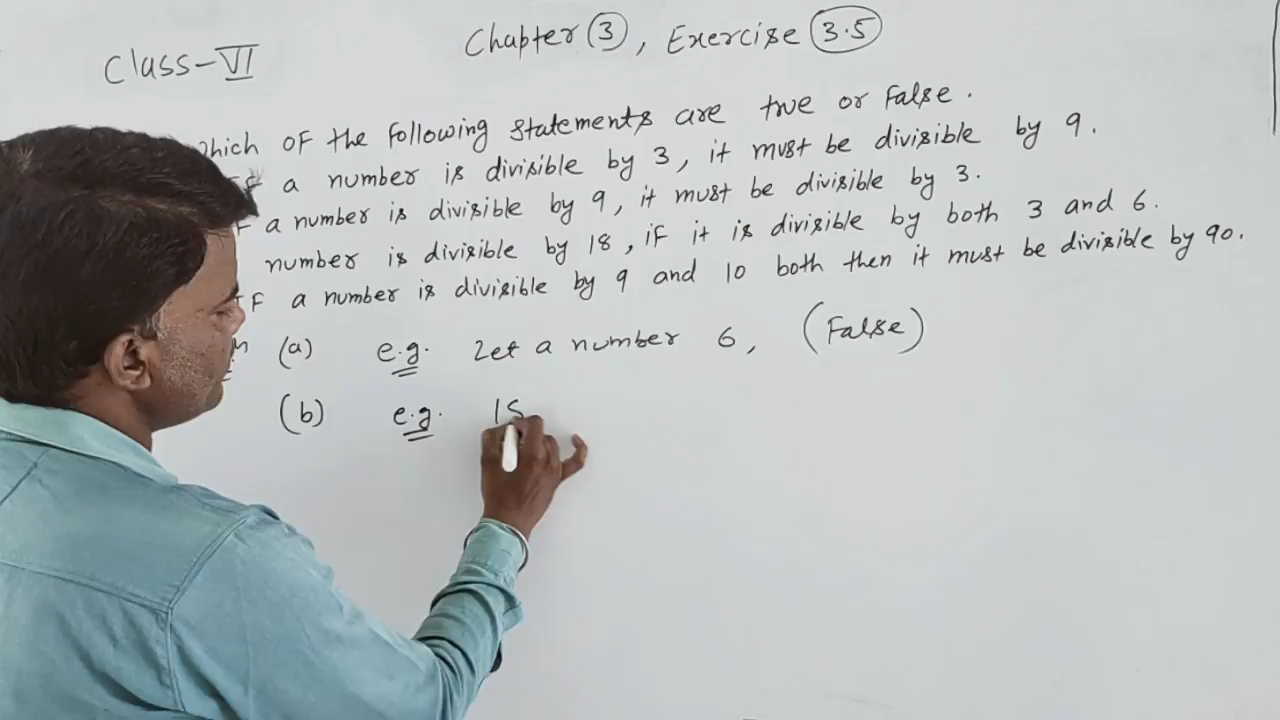 Class-VI
Chapter 3, Exercise 3.5
which of the following statements are true or False.
If a number is divisible by 3, it must be divisible by 9.
a number is divisible by 9, it must be divisible by 3.
number is divisible by 18, if it is divisible by both 3 and 6.
If a number is divisible by 9 and 10 both then it must be divisible by 90.
(a) e.g. Let a number 6, (False)
(b) e.g.